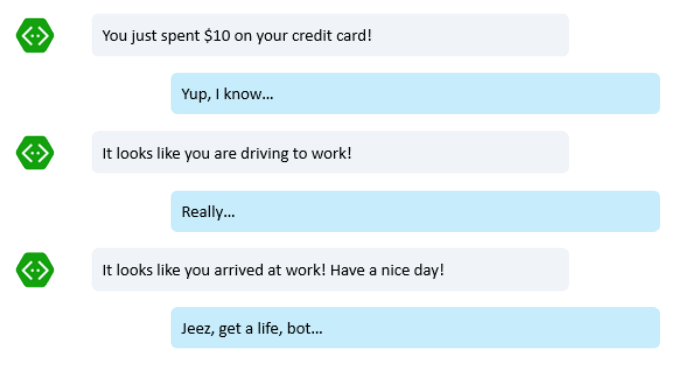 You just spent $10 on your credit card!
Yup, I know...
It looks like you are driving to work!
Really...
It looks like you arrived at work! Have a nice day!
Jeez, get a life, bot...